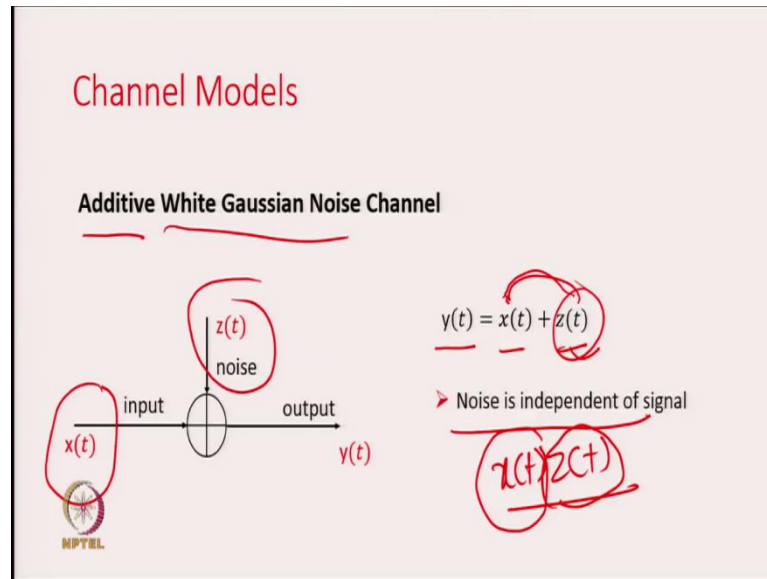 Channel Models
Additive White Gaussian Noise Channel
z(t)
noise
input
output
x(t)
y(t)
y(t) = x(t) + z(t)
➤ Noise is independent of signal
x(t) z(t)
NPTEL